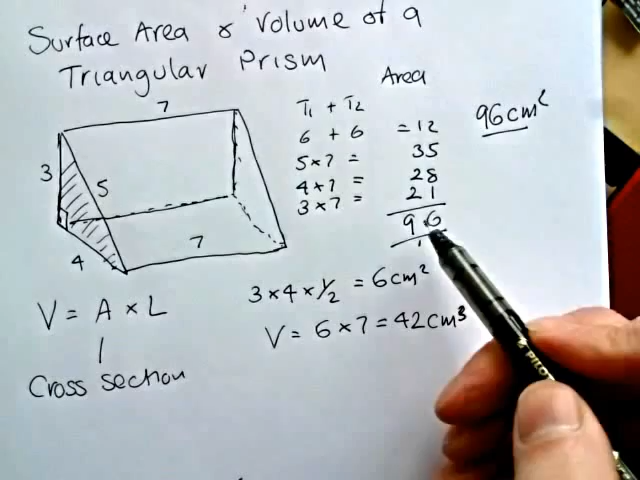 Surface Area & Volume of a
Triangular Prism
Area
7
T1 + T2
6 + 6 = 12
96cm²
3
5
5×7 = 35
4×7 = 28
3×7 = 21
96
1
7
4
3×4×1/2 = 6cm²
V = A × L
V = 6×7 = 42cm³
Cross section
PILOT